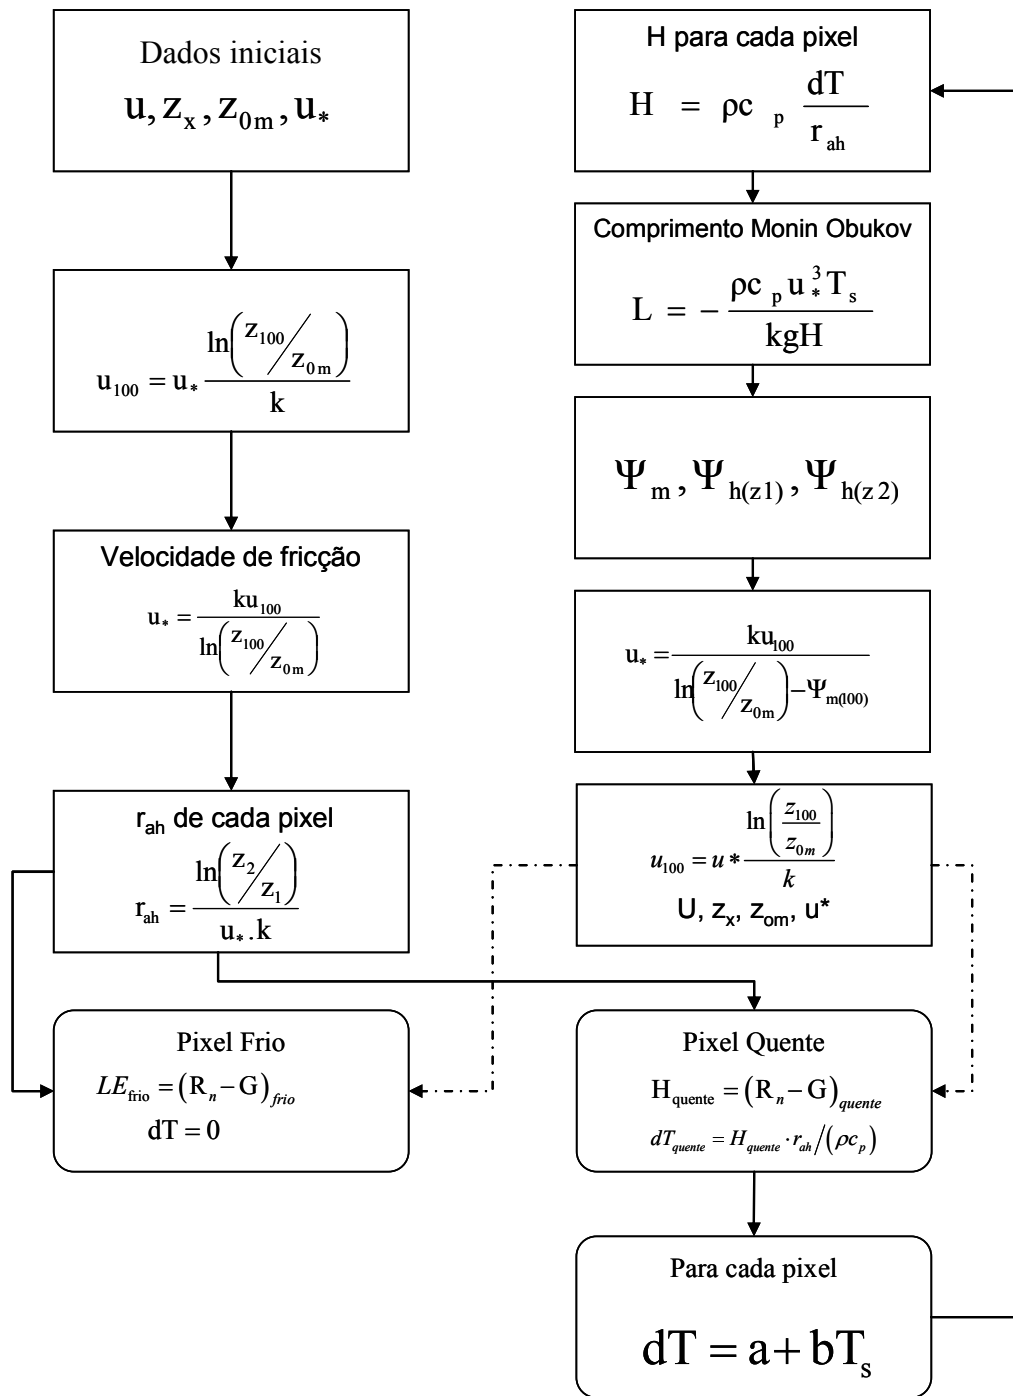 Dados iniciais
u, z_x, z_0m, u_*
u_100 = u_* ln(z_100/z_0m) / k
Velocidade de fricção
u_* = ku_100 / ln(z_100/z_0m)
r_ah de cada pixel
r_ah = ln(z_2/z_1) / u_*.k
Pixel Frio
LE_frio = (R_n − G)_frio
dT = 0
H para cada pixel
H = ρc_p dT / r_ah
Comprimento Monin Obukov
L = − ρc_p u_*^3 T_s / kgH
Ψ_m, Ψ_h(z1), Ψ_h(z2)
u_* = ku_100 / ln(z_100/z_0m) − Ψ_m(100)
u_100 = u* ln(z_100/z_0m) / k
U, z_x, z_om, u*
Pixel Quente
H_quente = (R_n − G)_quente
dT_quente = H_quente · r_ah/(ρc_p)
Para cada pixel
dT = a + bT_s